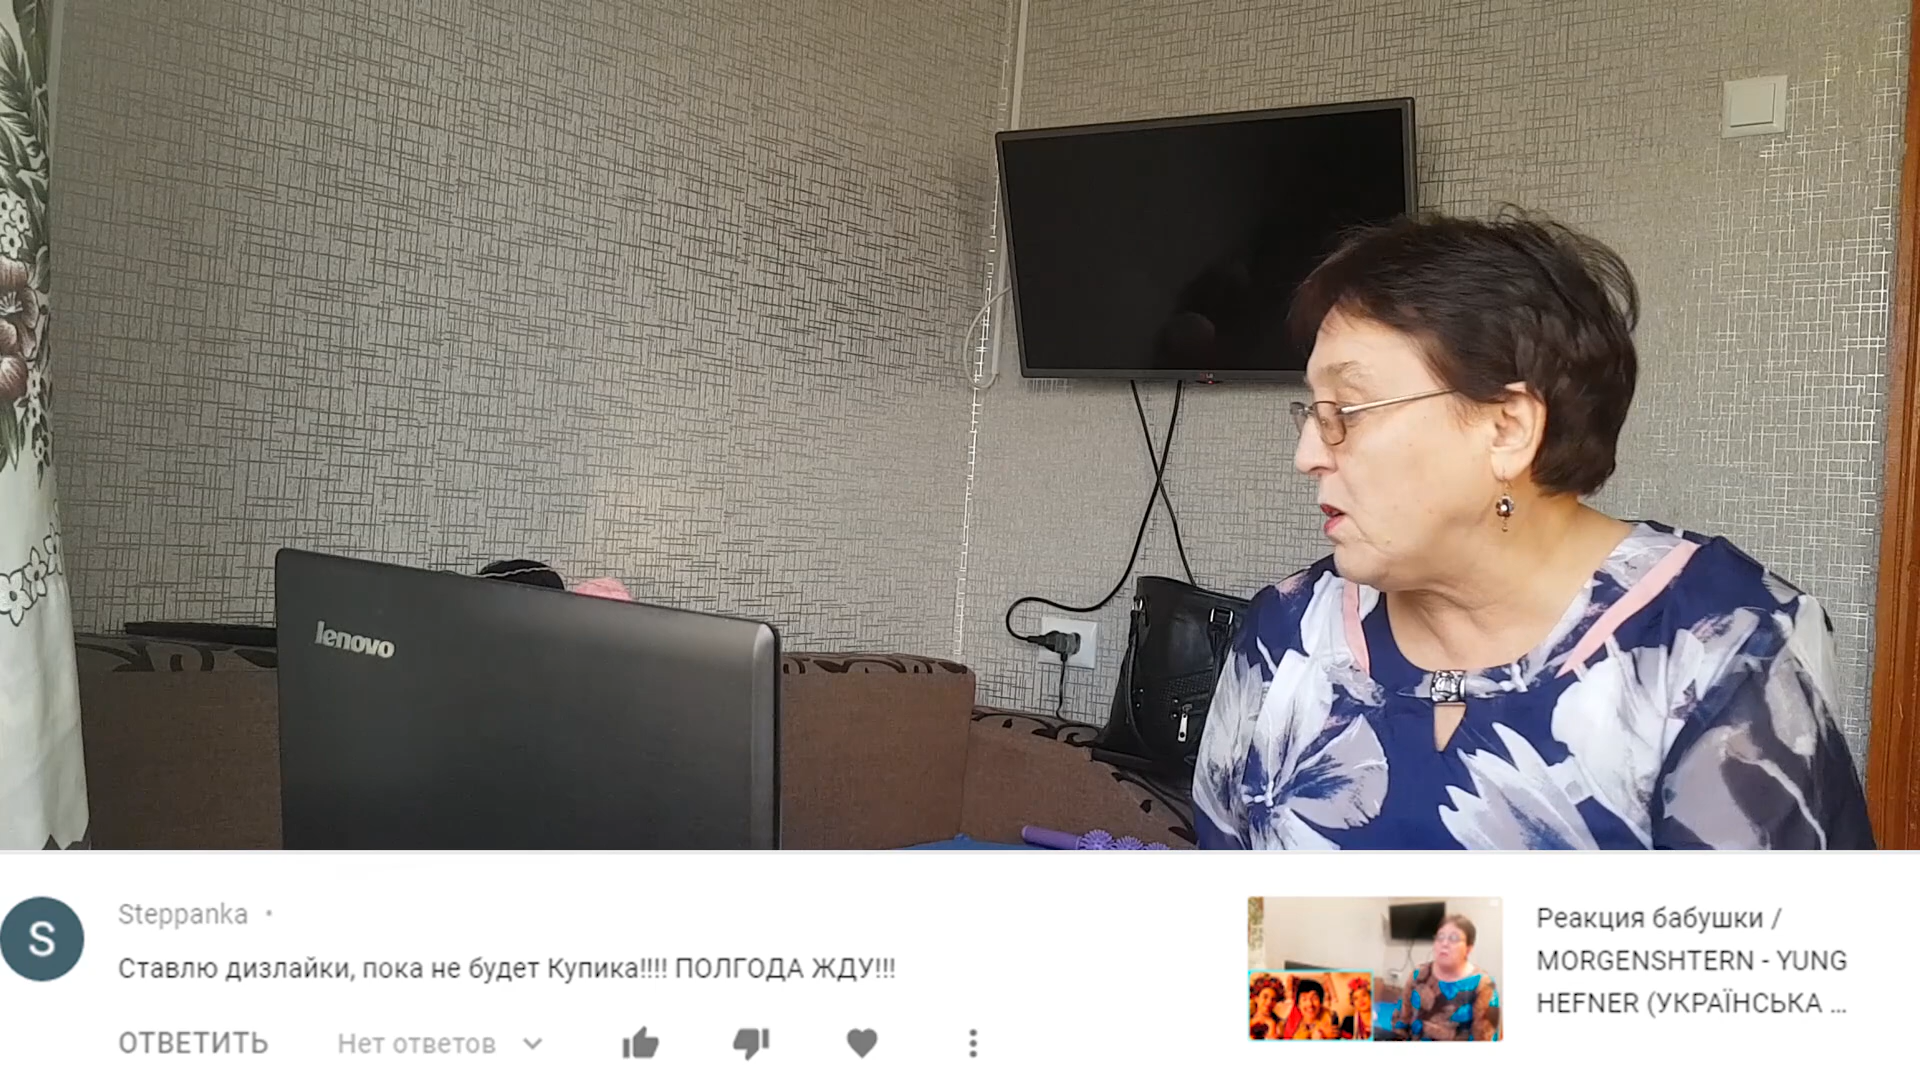 lenovo
S
Steppanka •
Ставлю дизлайки, пока не будет Купика!!!! ПОЛГОДА ЖДУ!!!
ОТВЕТИТЬ
Нет ответов
Реакция бабушки /
MORGENSHTERN - YUNG
HEFNER (УКРАЇНСЬКА ...